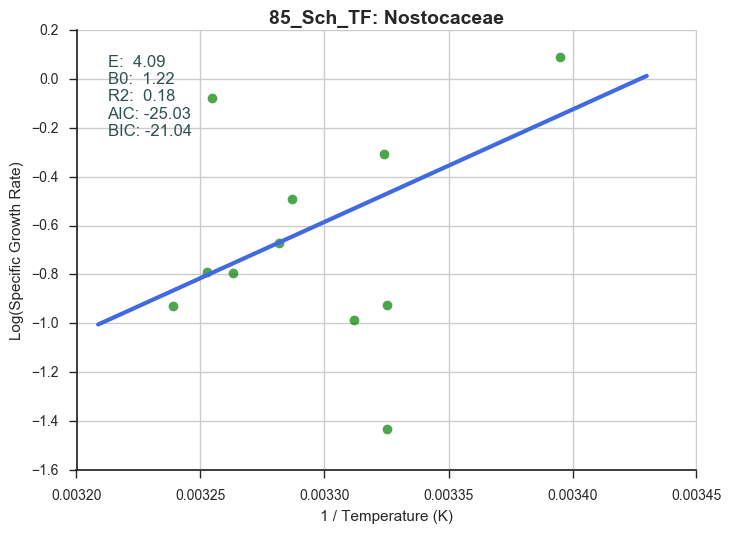 85_Sch_TF: Nostocaceae
E:  4.09
B0:  1.22
R2:  0.18
AIC: -25.03
BIC: -21.04
0.2
0.0
−0.2
−0.4
−0.6
−0.8
−1.0
−1.2
−1.4
−1.6
Log(Specific Growth Rate)
0.00320 0.00325 0.00330 0.00335 0.00340 0.00345
1 / Temperature (K)